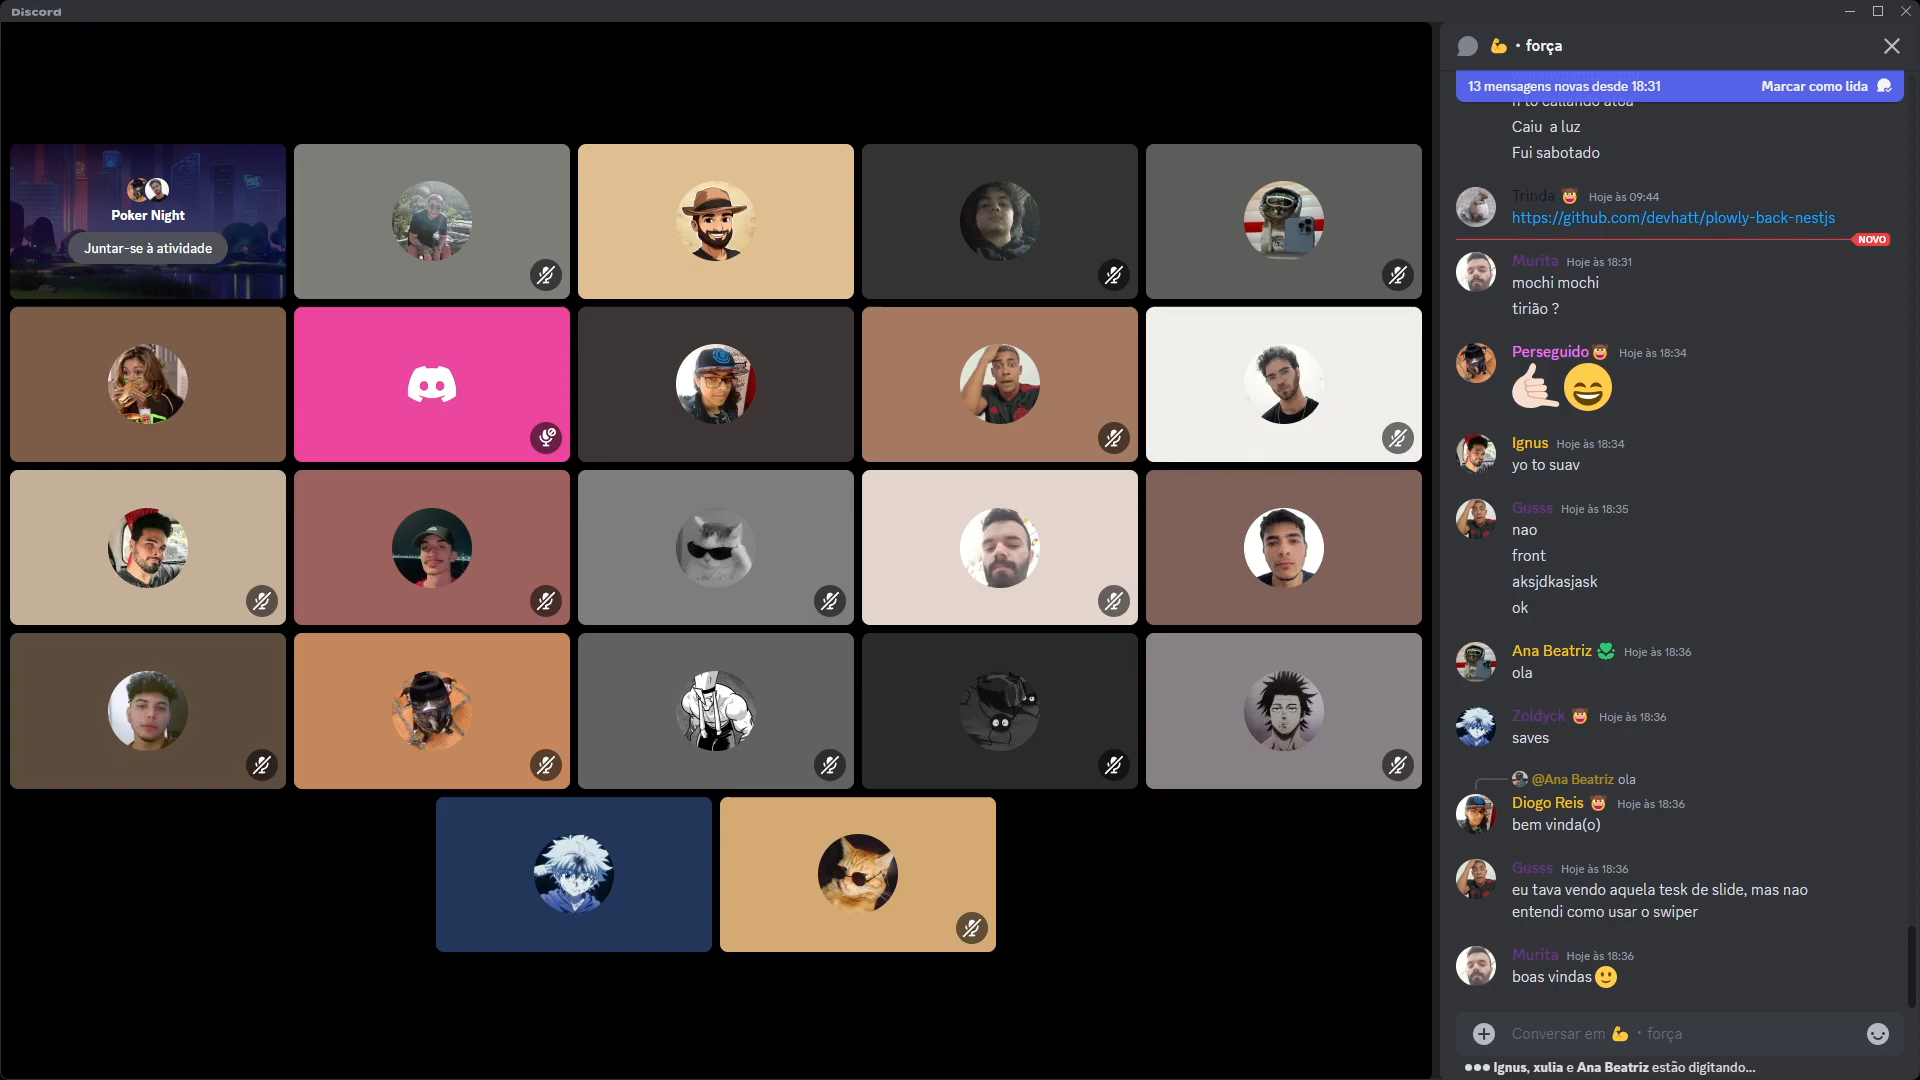 Discord
Poker Night
Juntar-se à atividade
força
13 mensagens novas desde 18:31
Marcar como lida
n to caIIando atoa
Caiu a luz
Fui sabotado
Trinda Hoje às 09:44
https://github.com/devhatt/plowly-back-nestjs
NOVO
Murita Hoje às 18:31
mochi mochi
tirião ?
Perseguido Hoje às 18:34
Ignus Hoje às 18:34
yo to suav
Gusss Hoje às 18:35
nao
front
aksjdkasjask
ok
Ana Beatriz Hoje às 18:36
ola
Zoldyck Hoje às 18:36
saves
@Ana Beatriz ola
Diogo Reis Hoje às 18:36
bem vinda(o)
Gusss Hoje às 18:36
eu tava vendo aquela tesk de slide, mas nao
entendi como usar o swiper
Murita Hoje às 18:36
boas vindas
Conversar em 💪・força
Ignus, xulia e Ana Beatriz estão digitando...